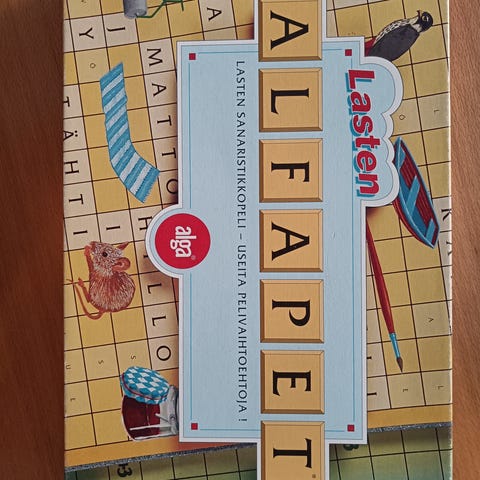 Lasten
ALFAPET
LASTEN SANARISTIKKOPELI – USEITA PELIVAIHTOEHTOJA !
alga
MATTO
TÄHTI